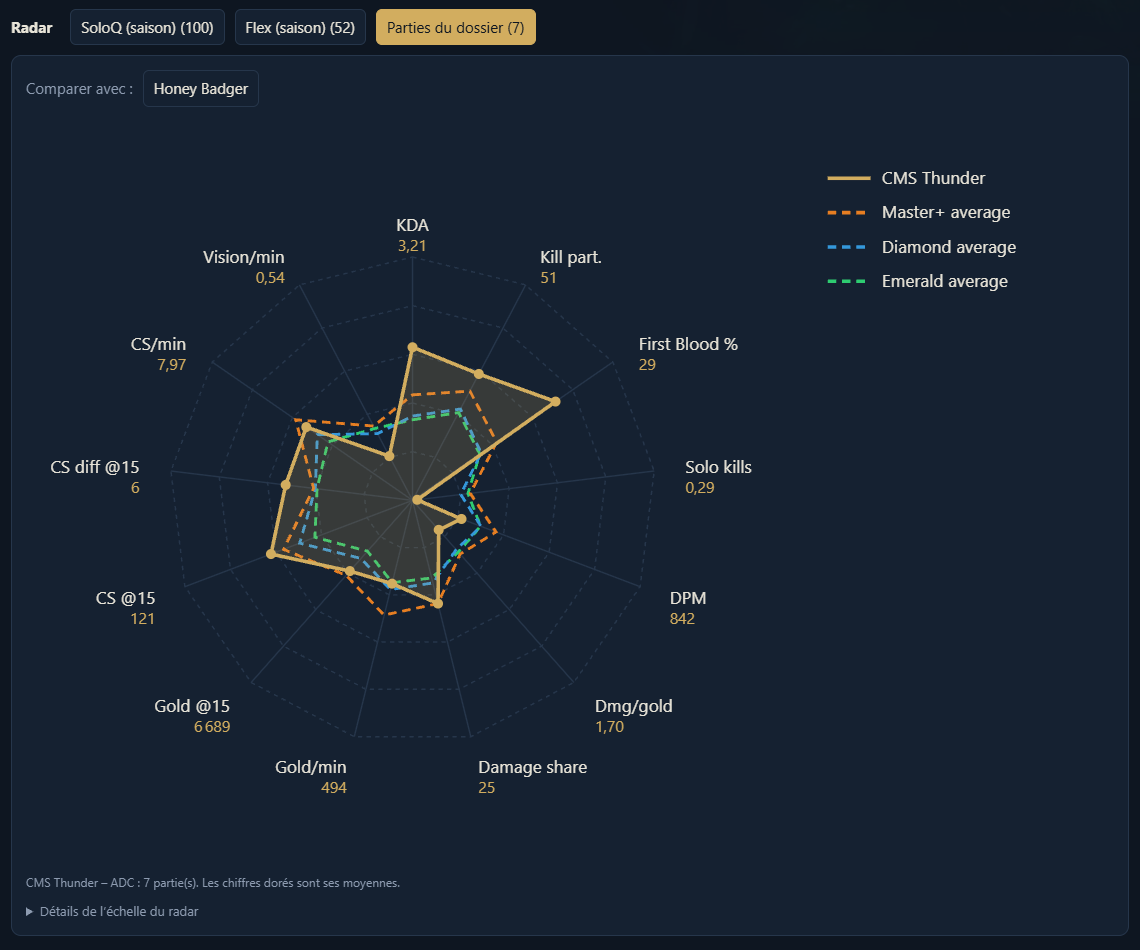 Radar
SoloQ (saison) (100)
Flex (saison) (52)
Parties du dossier (7)
Comparer avec :
Honey Badger
CMS Thunder
Master+ average
Diamond average
Emerald average
KDA
3,21
Kill part.
51
First Blood %
29
Solo kills
0,29
DPM
842
Dmg/gold
1,70
Damage share
25
Gold/min
494
Gold @15
6 689
CS @15
121
CS diff @15
6
CS/min
7,97
Vision/min
0,54
CMS Thunder – ADC : 7 partie(s). Les chiffres dorés sont ses moyennes.
▶ Détails de l'échelle du radar